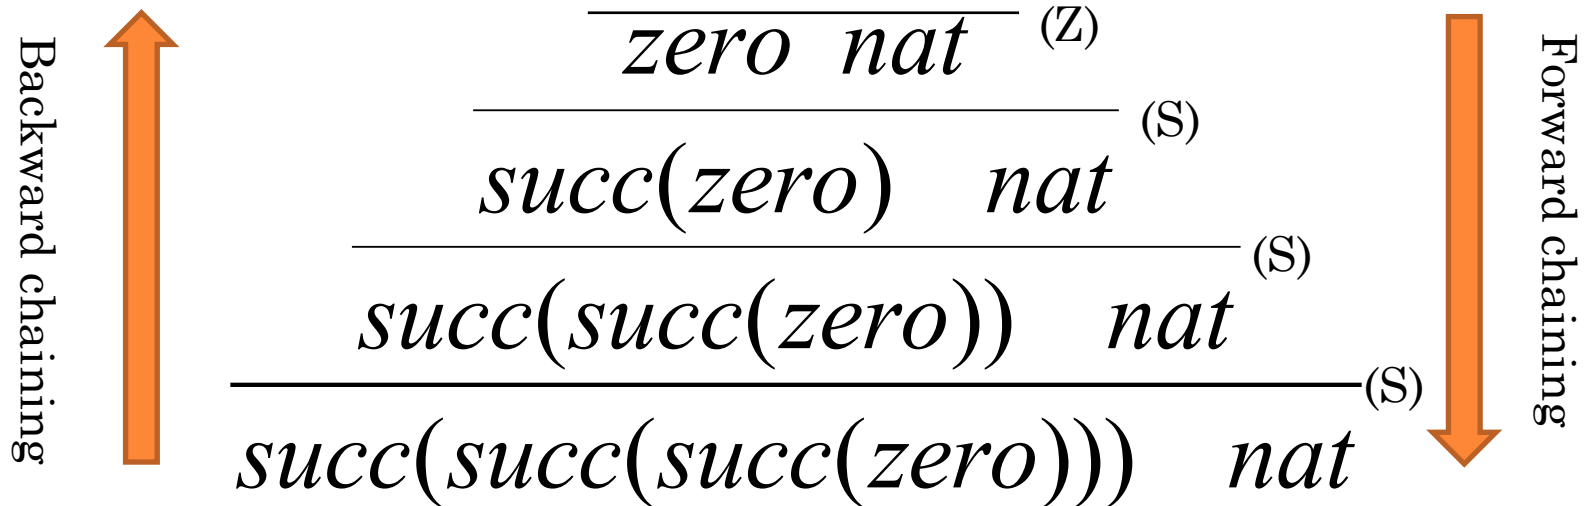 Backward chaining
zero nat (Z)
(S)
succ(zero) nat
(S)
succ(succ(zero)) nat
(S)
succ(succ(succ(zero))) nat
Forward chaining